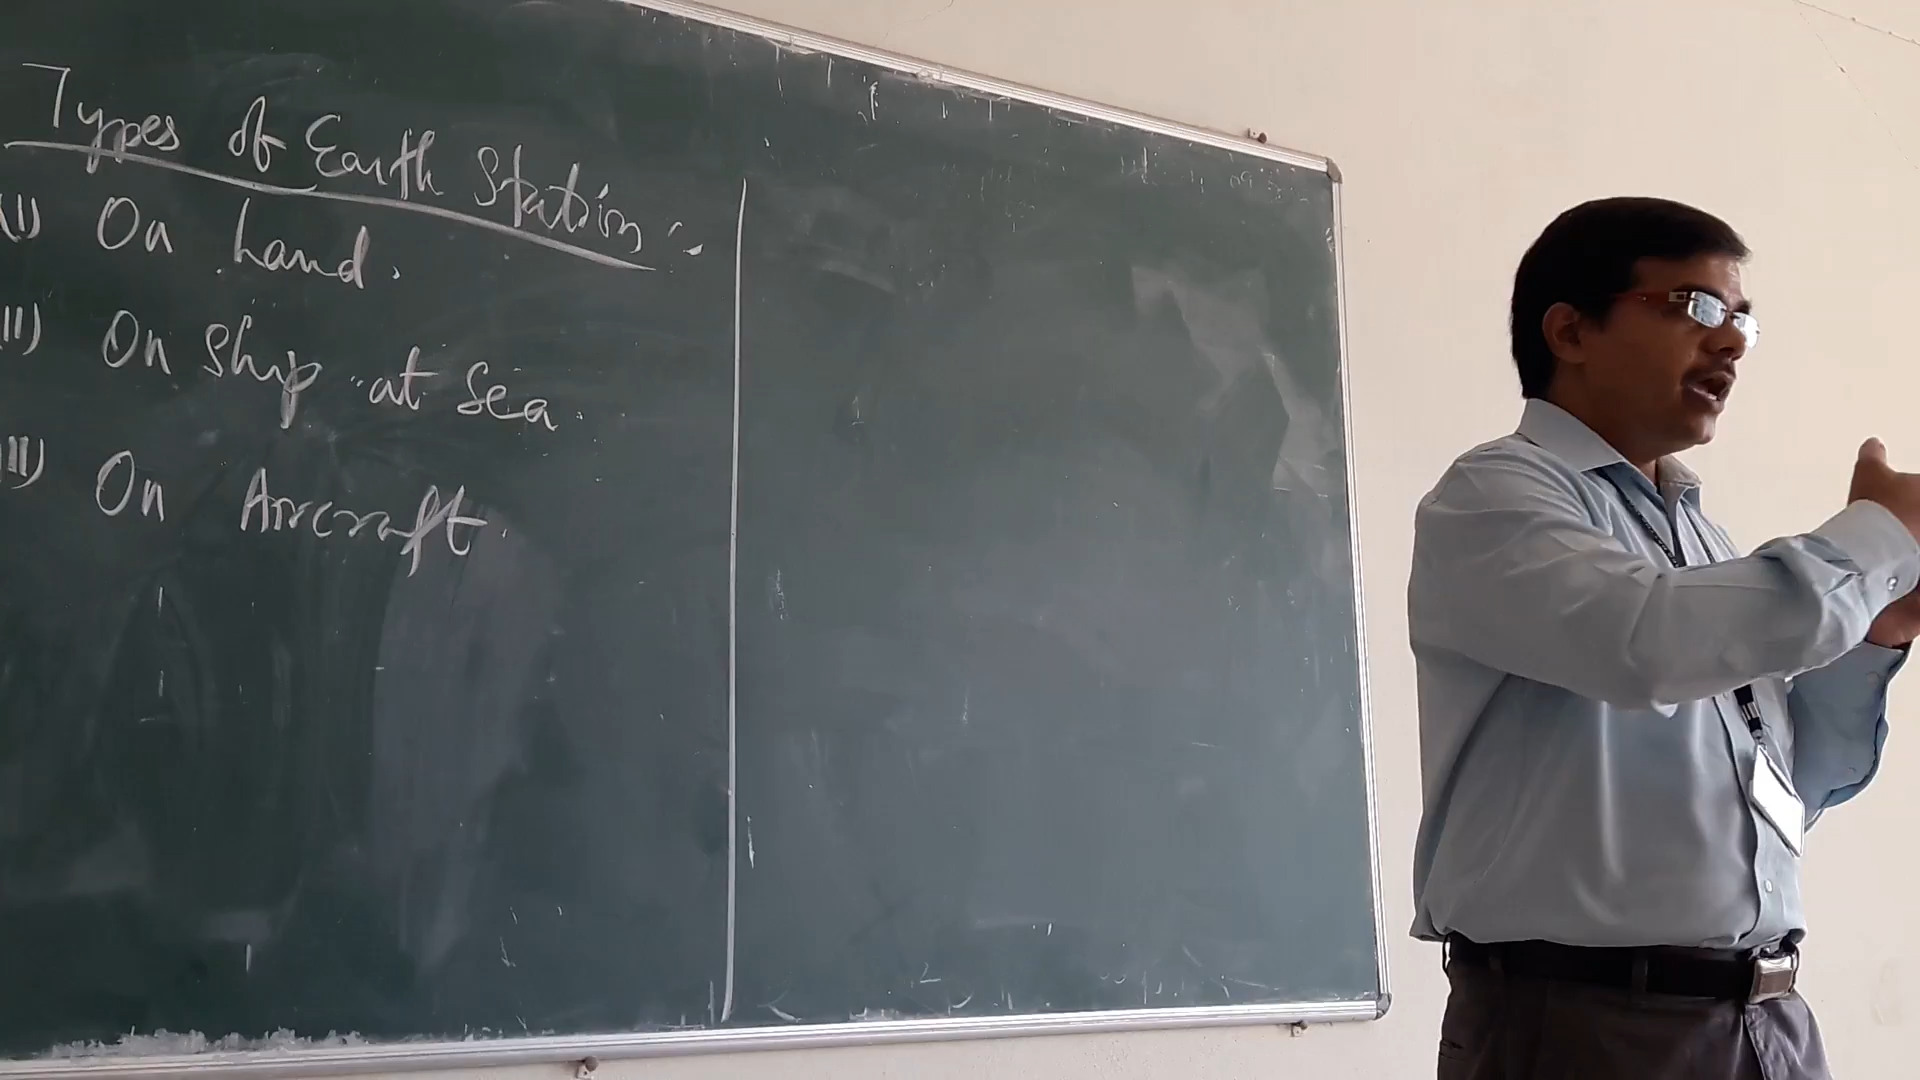 Types of Earth Station :-
(I) On Land.
(II) On Ship at Sea.
(III) On Aircraft.